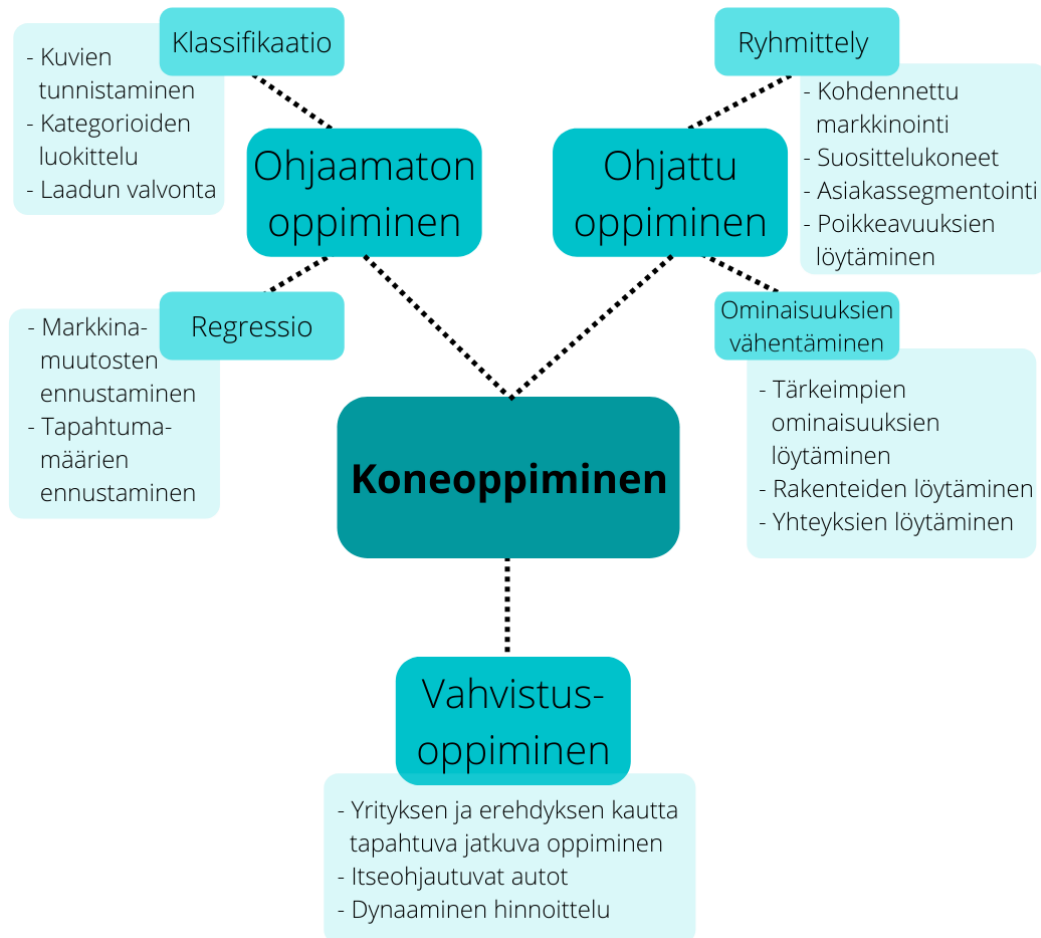 Klassifikaatio
- Kuvien
tunnistaminen
- Kategorioiden
luokittelu
- Laadun valvonta
Ohjaamaton
oppiminen
Regressio
- Markkina-
muutosten
ennustaminen
- Tapahtuma-
määrien
ennustaminen
Ryhmittely
- Kohdennettu
markkinointi
- Suosittelukoneet
- Asiakassegmentointi
- Poikkeavuuksien
löytäminen
Ohjattu
oppiminen
Ominaisuuksien
vähentäminen
- Tärkeimpien
ominaisuuksien
löytäminen
- Rakenteiden löytäminen
- Yhteyksien löytäminen
Koneoppiminen
Vahvistus-
oppiminen
- Yrityksen ja erehdyksen kautta
tapahtuva jatkuva oppiminen
- Itseohjautuvat autot
- Dynaaminen hinnoittelu